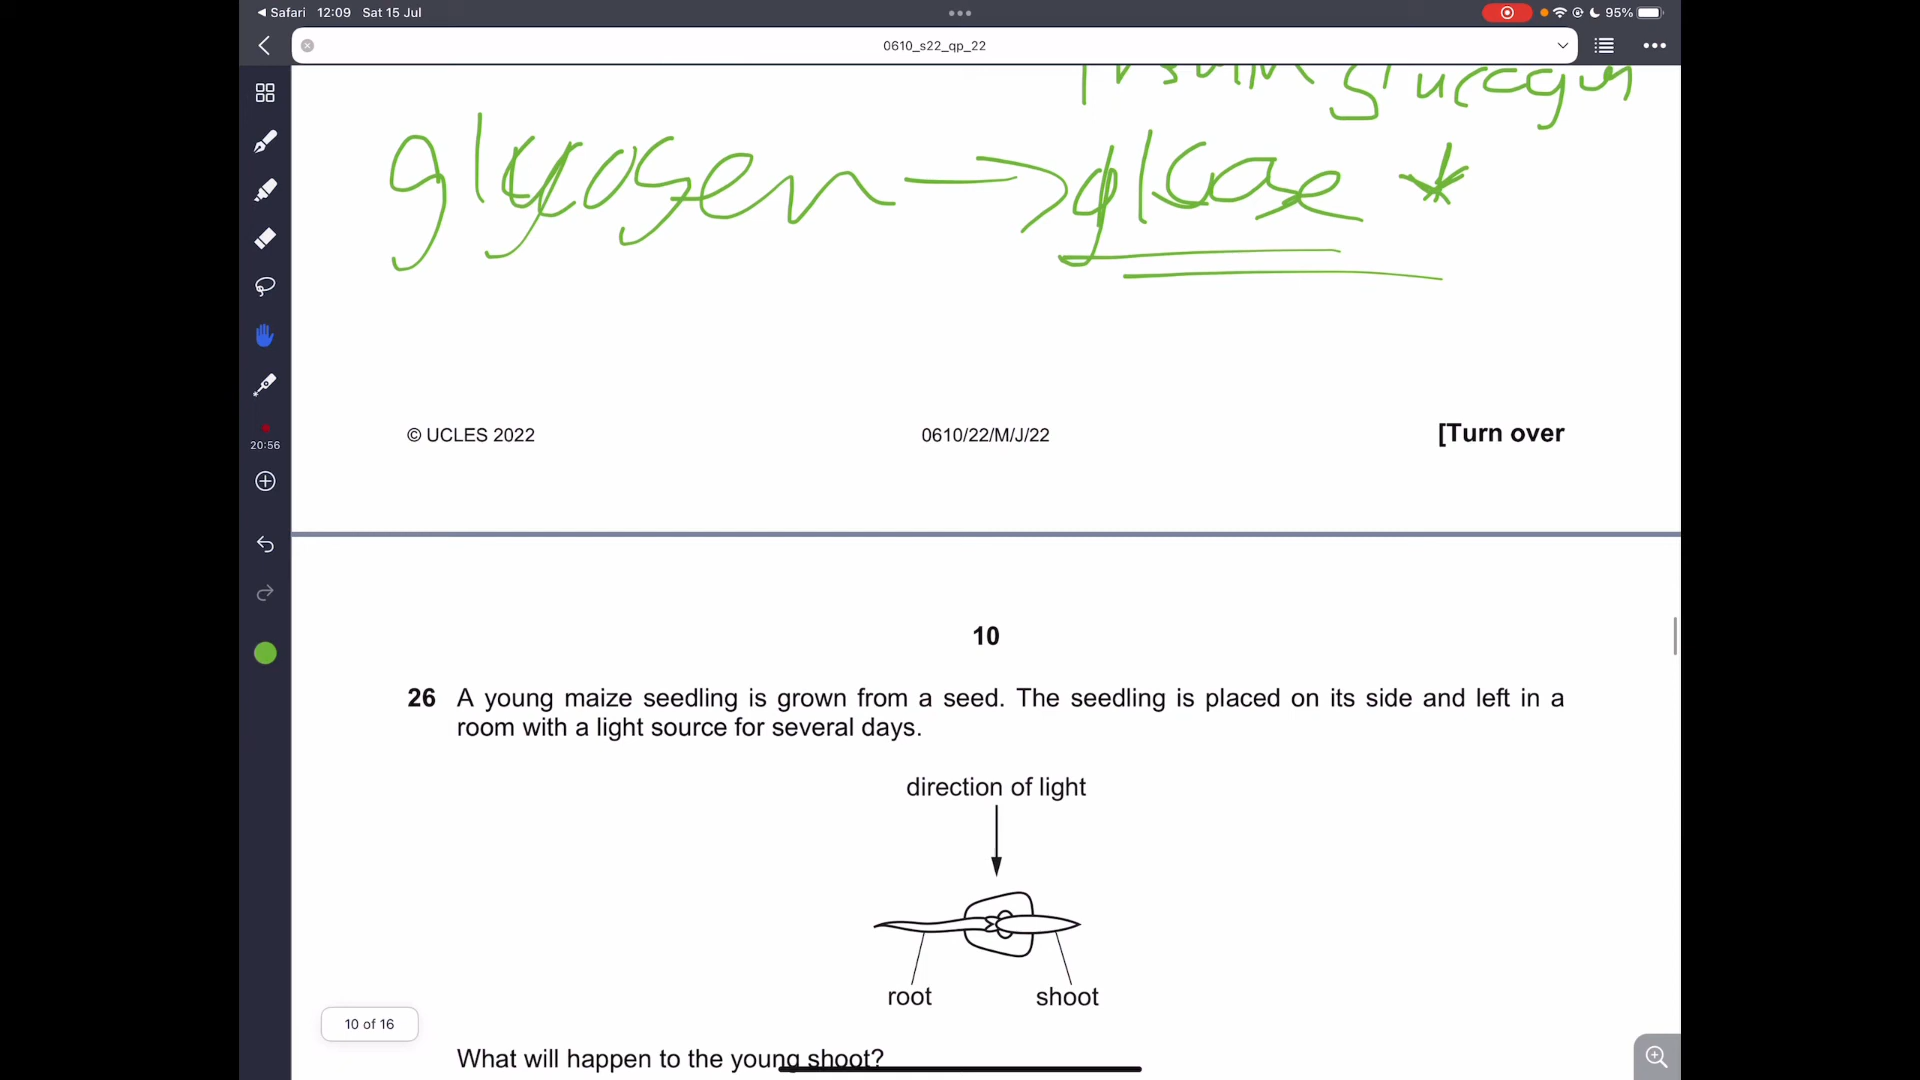 Safari 12:09 Sat 15 Jul
95%
0610_s22_qp_22
glycogen → glcose *
© UCLES 2022
0610/22/M/J/22
[Turn over
20:56
10
26 A young maize seedling is grown from a seed. The seedling is placed on its side and left in a
room with a light source for several days.
direction of light
root
shoot
10 of 16
What will happen to the young shoot?